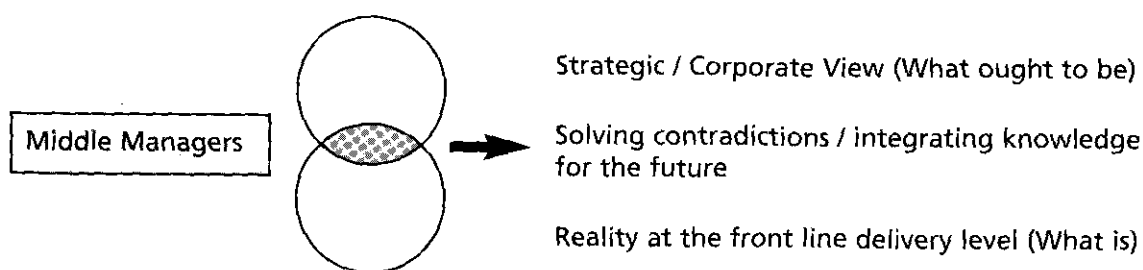 Strategic / Corporate View (What ought to be)
Middle Managers
Solving contradictions / integrating knowledge
for the future
Reality at the front line delivery level (What is)